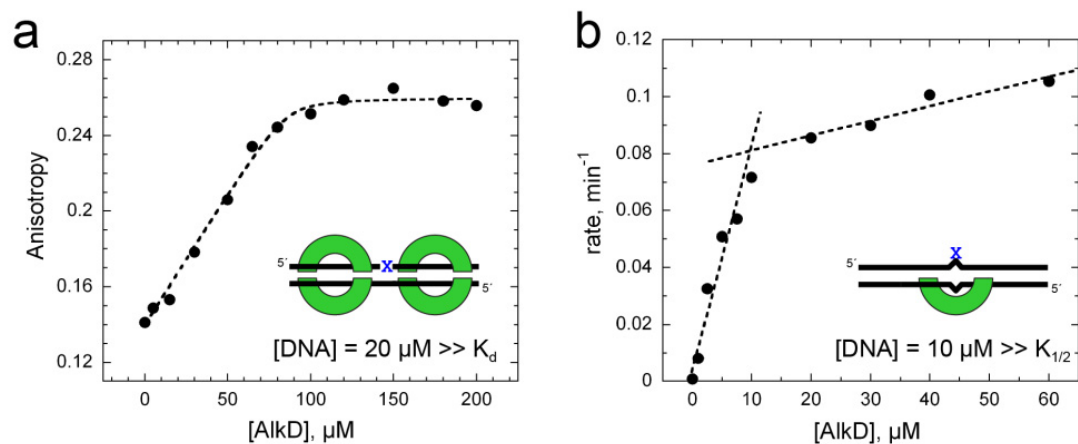 a
Anisotropy
0.28
0.24
0.2
0.16
0.12
X
5´
5´
[DNA] = 20 µM >> Kd
0 50 100 150 200
[AlkD], µM
b
rate, min⁻¹
0.12
0.1
0.08
0.06
0.04
0.02
0
X
5´
5´
[DNA] = 10 µM >> K1/2
0 10 20 30 40 50 60
[AlkD], µM